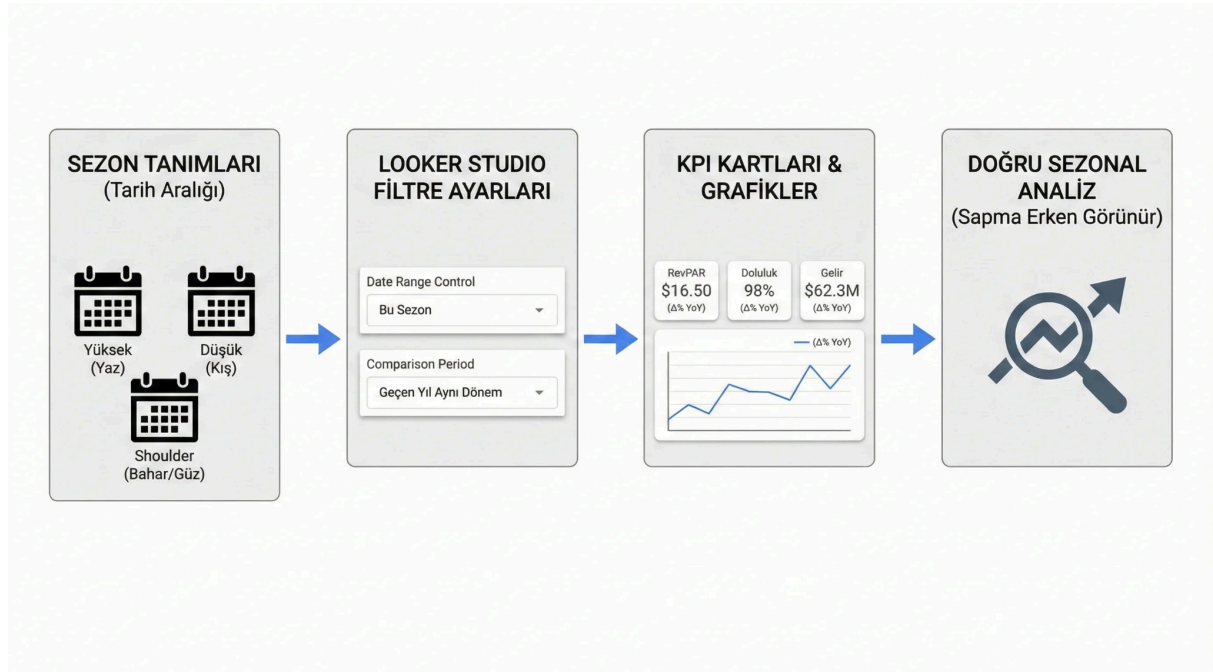 SEZON TANIMLARI
(Tarih Aralığı)
Yüksek
(Yaz)
Düşük
(Kış)
Shoulder
(Bahar/Güz)
LOOKER STUDIO
FİLTRE AYARLARI
Date Range Control
Bu Sezon
Comparison Period
Geçen Yıl Aynı Dönem
KPI KARTLARI &
GRAFİKLER
RevPAR
$16.50
(Δ% YoY)
Doluluk
98%
(Δ% YoY)
Gelir
$62.3M
(Δ% YoY)
(Δ% YoY)
DOĞRU SEZONAL
ANALİZ
(Sapma Erken Görünür)